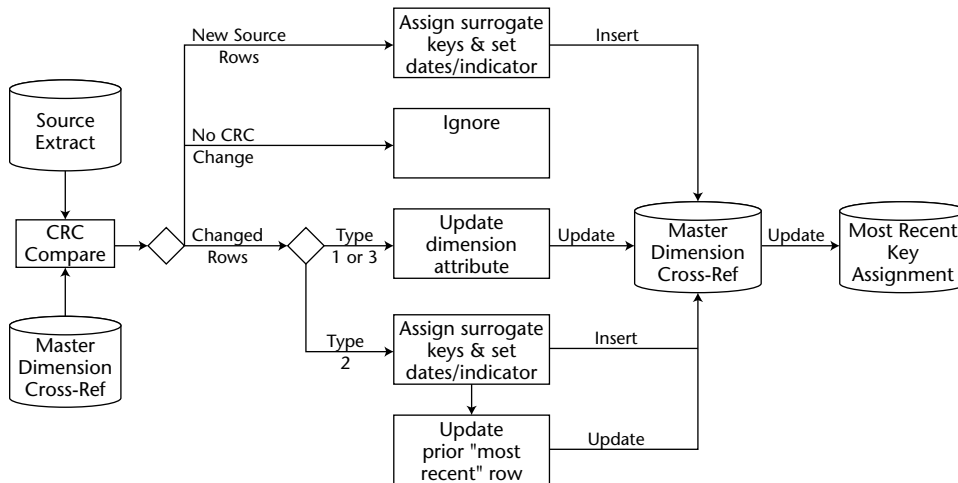 New Source
Rows
Assign surrogate
keys & set
dates/indicator
Insert
Source
Extract
No CRC
Change
Ignore
CRC
Compare
Changed
Rows
Type
1 or 3
Update
dimension
attribute
Update
Master
Dimension
Cross-Ref
Update
Most Recent
Key
Assignment
Master
Dimension
Cross-Ref
Type
2
Assign surrogate
keys & set
dates/indicator
Insert
Update
prior "most
recent" row
Update